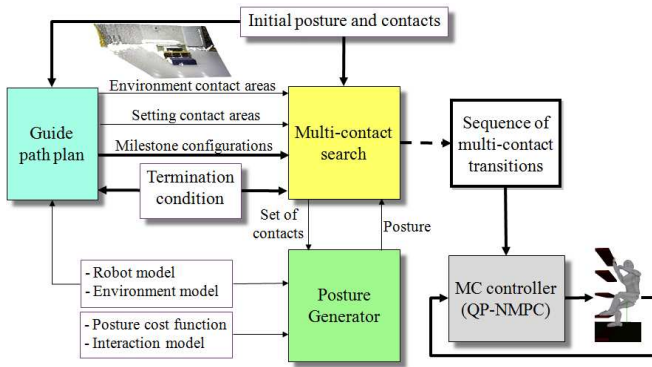 Initial posture and contacts
Environment contact areas
Setting contact areas
Milestone configurations
Guide
path plan
Multi-contact
search
Sequence of
multi-contact
transitions
Termination
condition
Set of
contacts
Posture
- Robot model
- Environment model
- Posture cost function
- Interaction model
Posture
Generator
MC controller
(QP-NMPC)